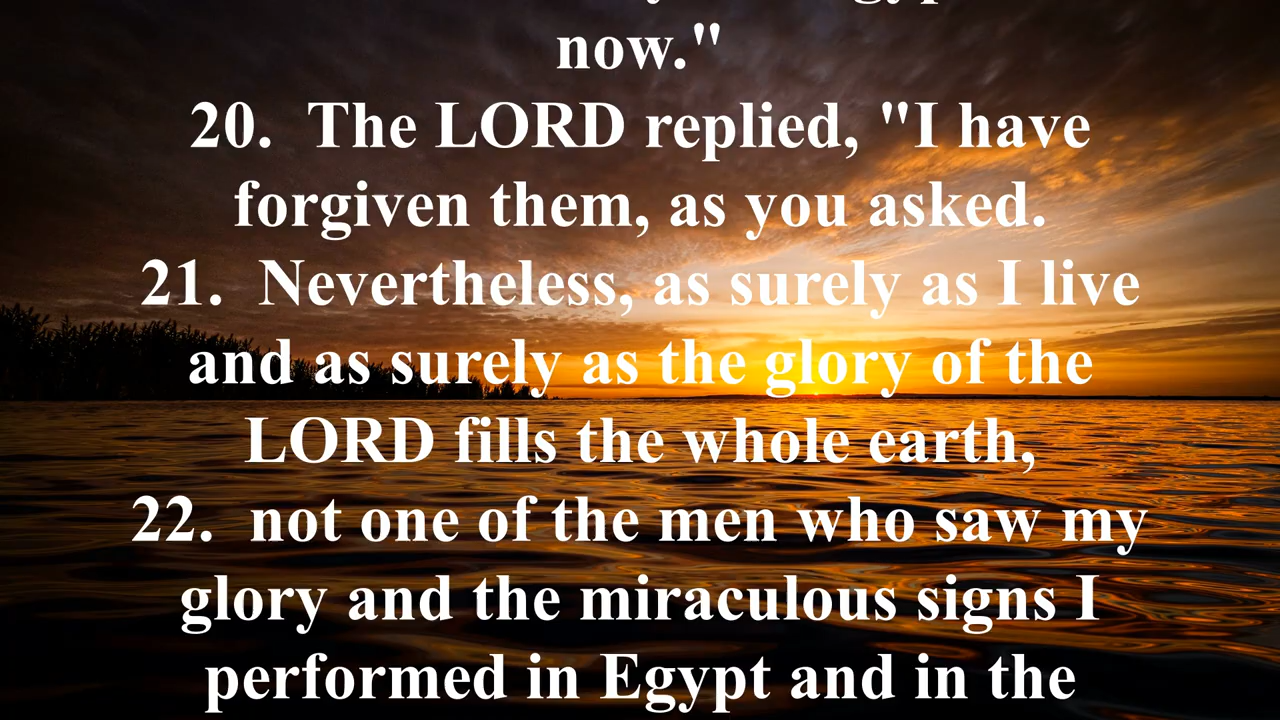 now."
20. The LORD replied, "I have
forgiven them, as you asked.
21. Nevertheless, as surely as I live
and as surely as the glory of the
LORD fills the whole earth,
22. not one of the men who saw my
glory and the miraculous signs I
performed in Egypt and in the